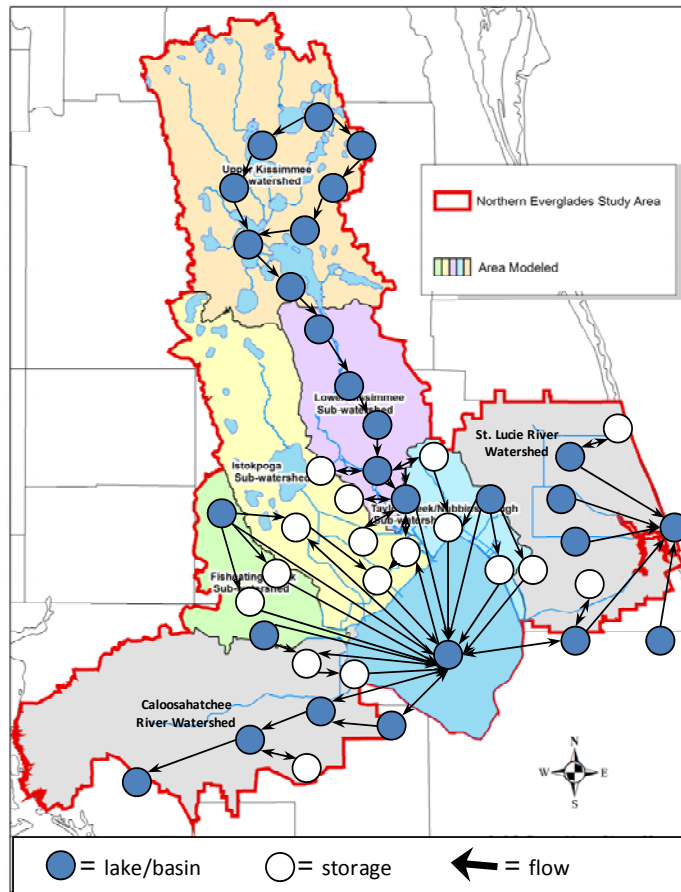 Upper Kissimmee
watershed
Northern Everglades Study Area
Area Modeled
Lower Kissimmee
Sub-watershed
St. Lucie River
Watershed
Istokpoga
Sub-watershed
Sub-watershed
Sub-watershed
Caloosahatchee
River Watershed
N
W
E
S
= lake/basin
= storage
= flow